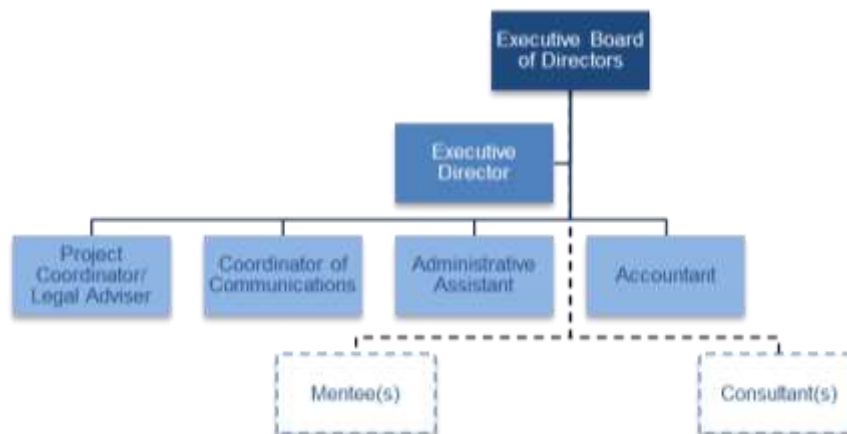 Executive Board
of Directors
Executive
Director
Project
Coordinator/
Legal Adviser
Coordinator of
Communications
Administrative
Assistant
Accountant
Mentee(s)
Consultant(s)